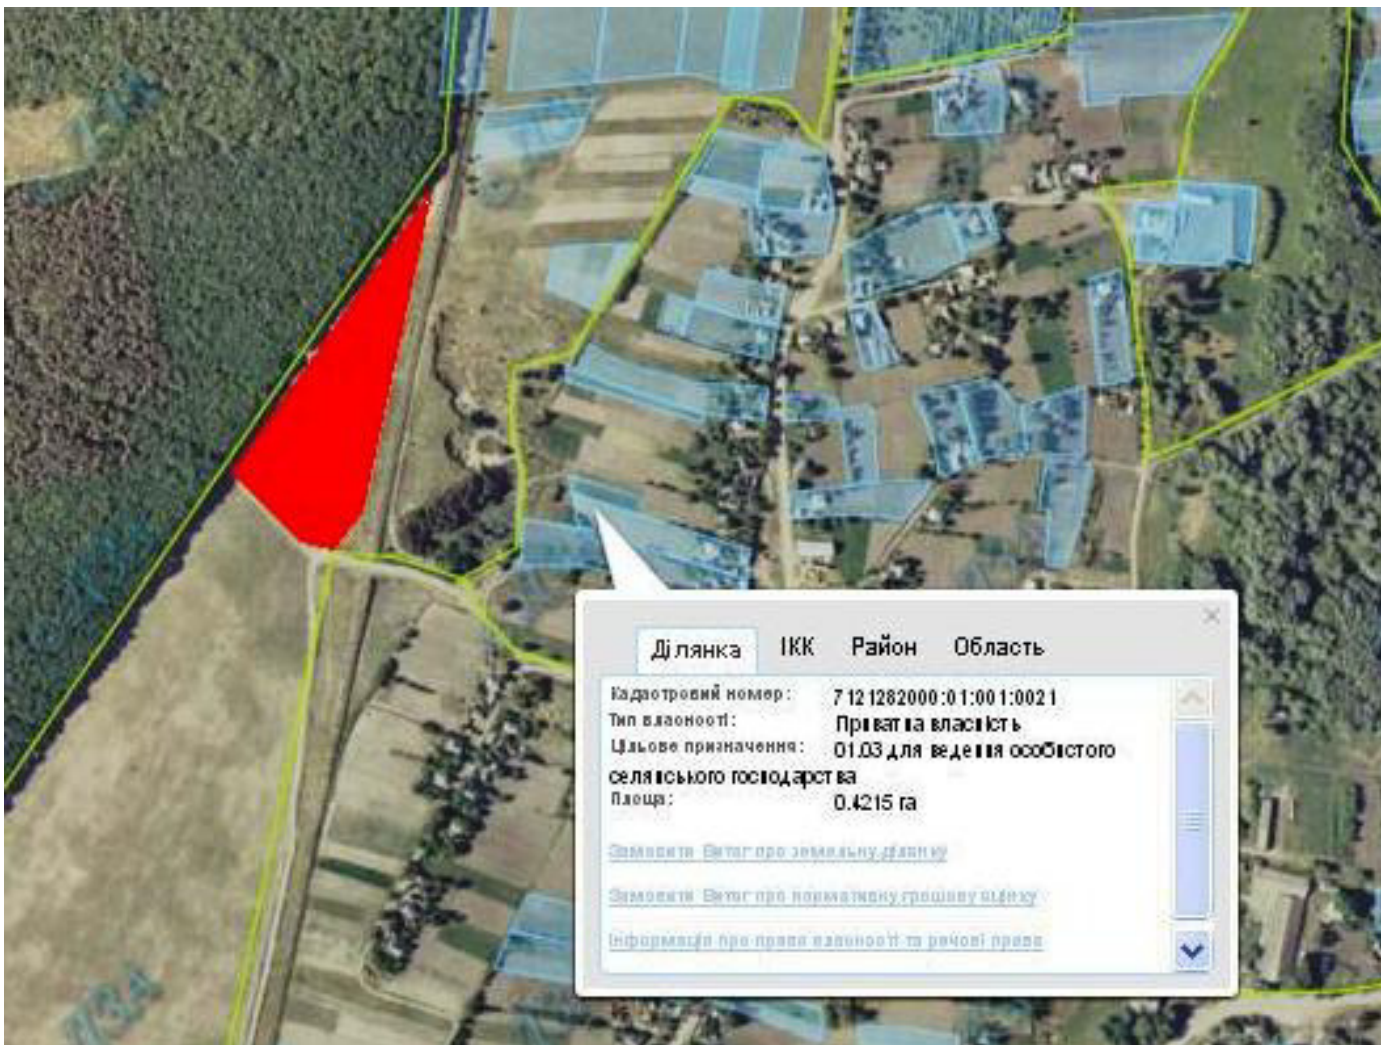 Ділянка ІКК Район Область
Кадастровий номер: 7121282000:01:001:0021
Тип власності: Приватна власність
Цільове призначення: 01.03 для ведення особистого
селянського господарства
Площа: 0.4215 га
Замовити Витяг про земельну ділянку
Замовити Витяг про нормативну грошову оцінку
Інформація про право власності та речові права